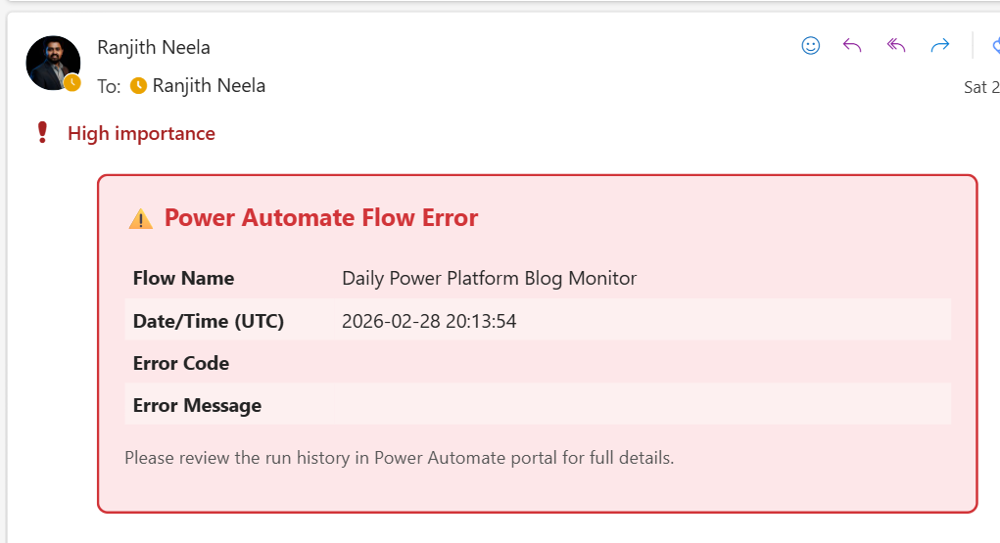 Ranjith Neela
To: Ranjith Neela
Sat 2
High importance
Power Automate Flow Error
Flow Name Daily Power Platform Blog Monitor
Date/Time (UTC) 2026-02-28 20:13:54
Error Code
Error Message
Please review the run history in Power Automate portal for full details.